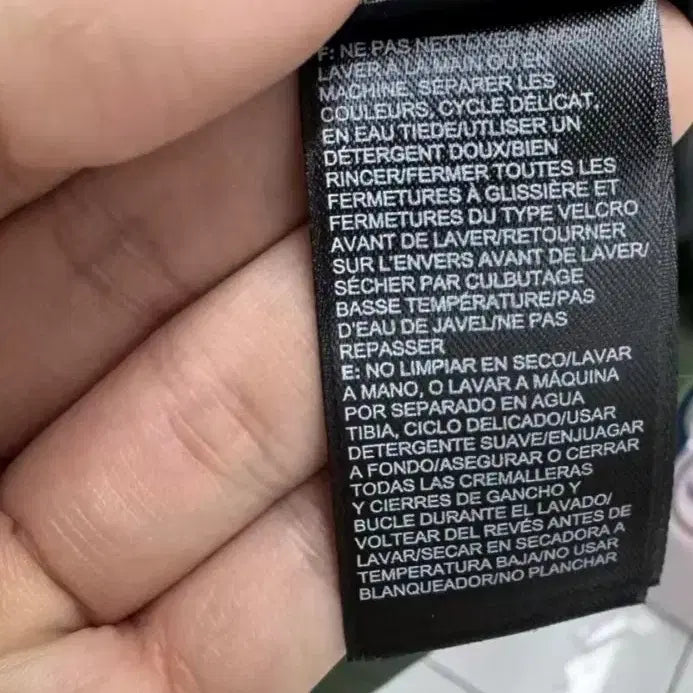 F: NE PAS NETTOYER À SEC/
LAVER À LA MAIN OU EN
MACHINE, SÉPARER LES
COULEURS, CYCLE DÉLICAT,
EN EAU TIEDE/UTLISER UN
DÉTERGENT DOUX/BIEN
RINCER/FERMER TOUTES LES
FERMETURES À GLISSIÈRE ET
FERMETURES DU TYPE VELCRO
AVANT DE LAVER/RETOURNER
SUR L'ENVERS AVANT DE LAVER/
SÉCHER PAR CULBUTAGE
BASSE TEMPÉRATURE/PAS
D'EAU DE JAVEL/NE PAS
REPASSER
E: NO LIMPIAR EN SECO/LAVAR
A MANO, O LAVAR A MÁQUINA
POR SEPARADO EN AGUA
TIBIA, CICLO DELICADO/USAR
DETERGENTE SUAVE/ENJUAGAR
A FONDO/ASEGURAR O CERRAR
TODAS LAS CREMALLERAS
Y CIERRES DE GANCHO Y
BUCLE DURANTE EL LAVADO/
VOLTEAR DEL REVÉS ANTES DE
LAVAR/SECAR EN SECADORA A
TEMPERATURA BAJA/NO USAR
BLANQUEADOR/NO PLANCHAR